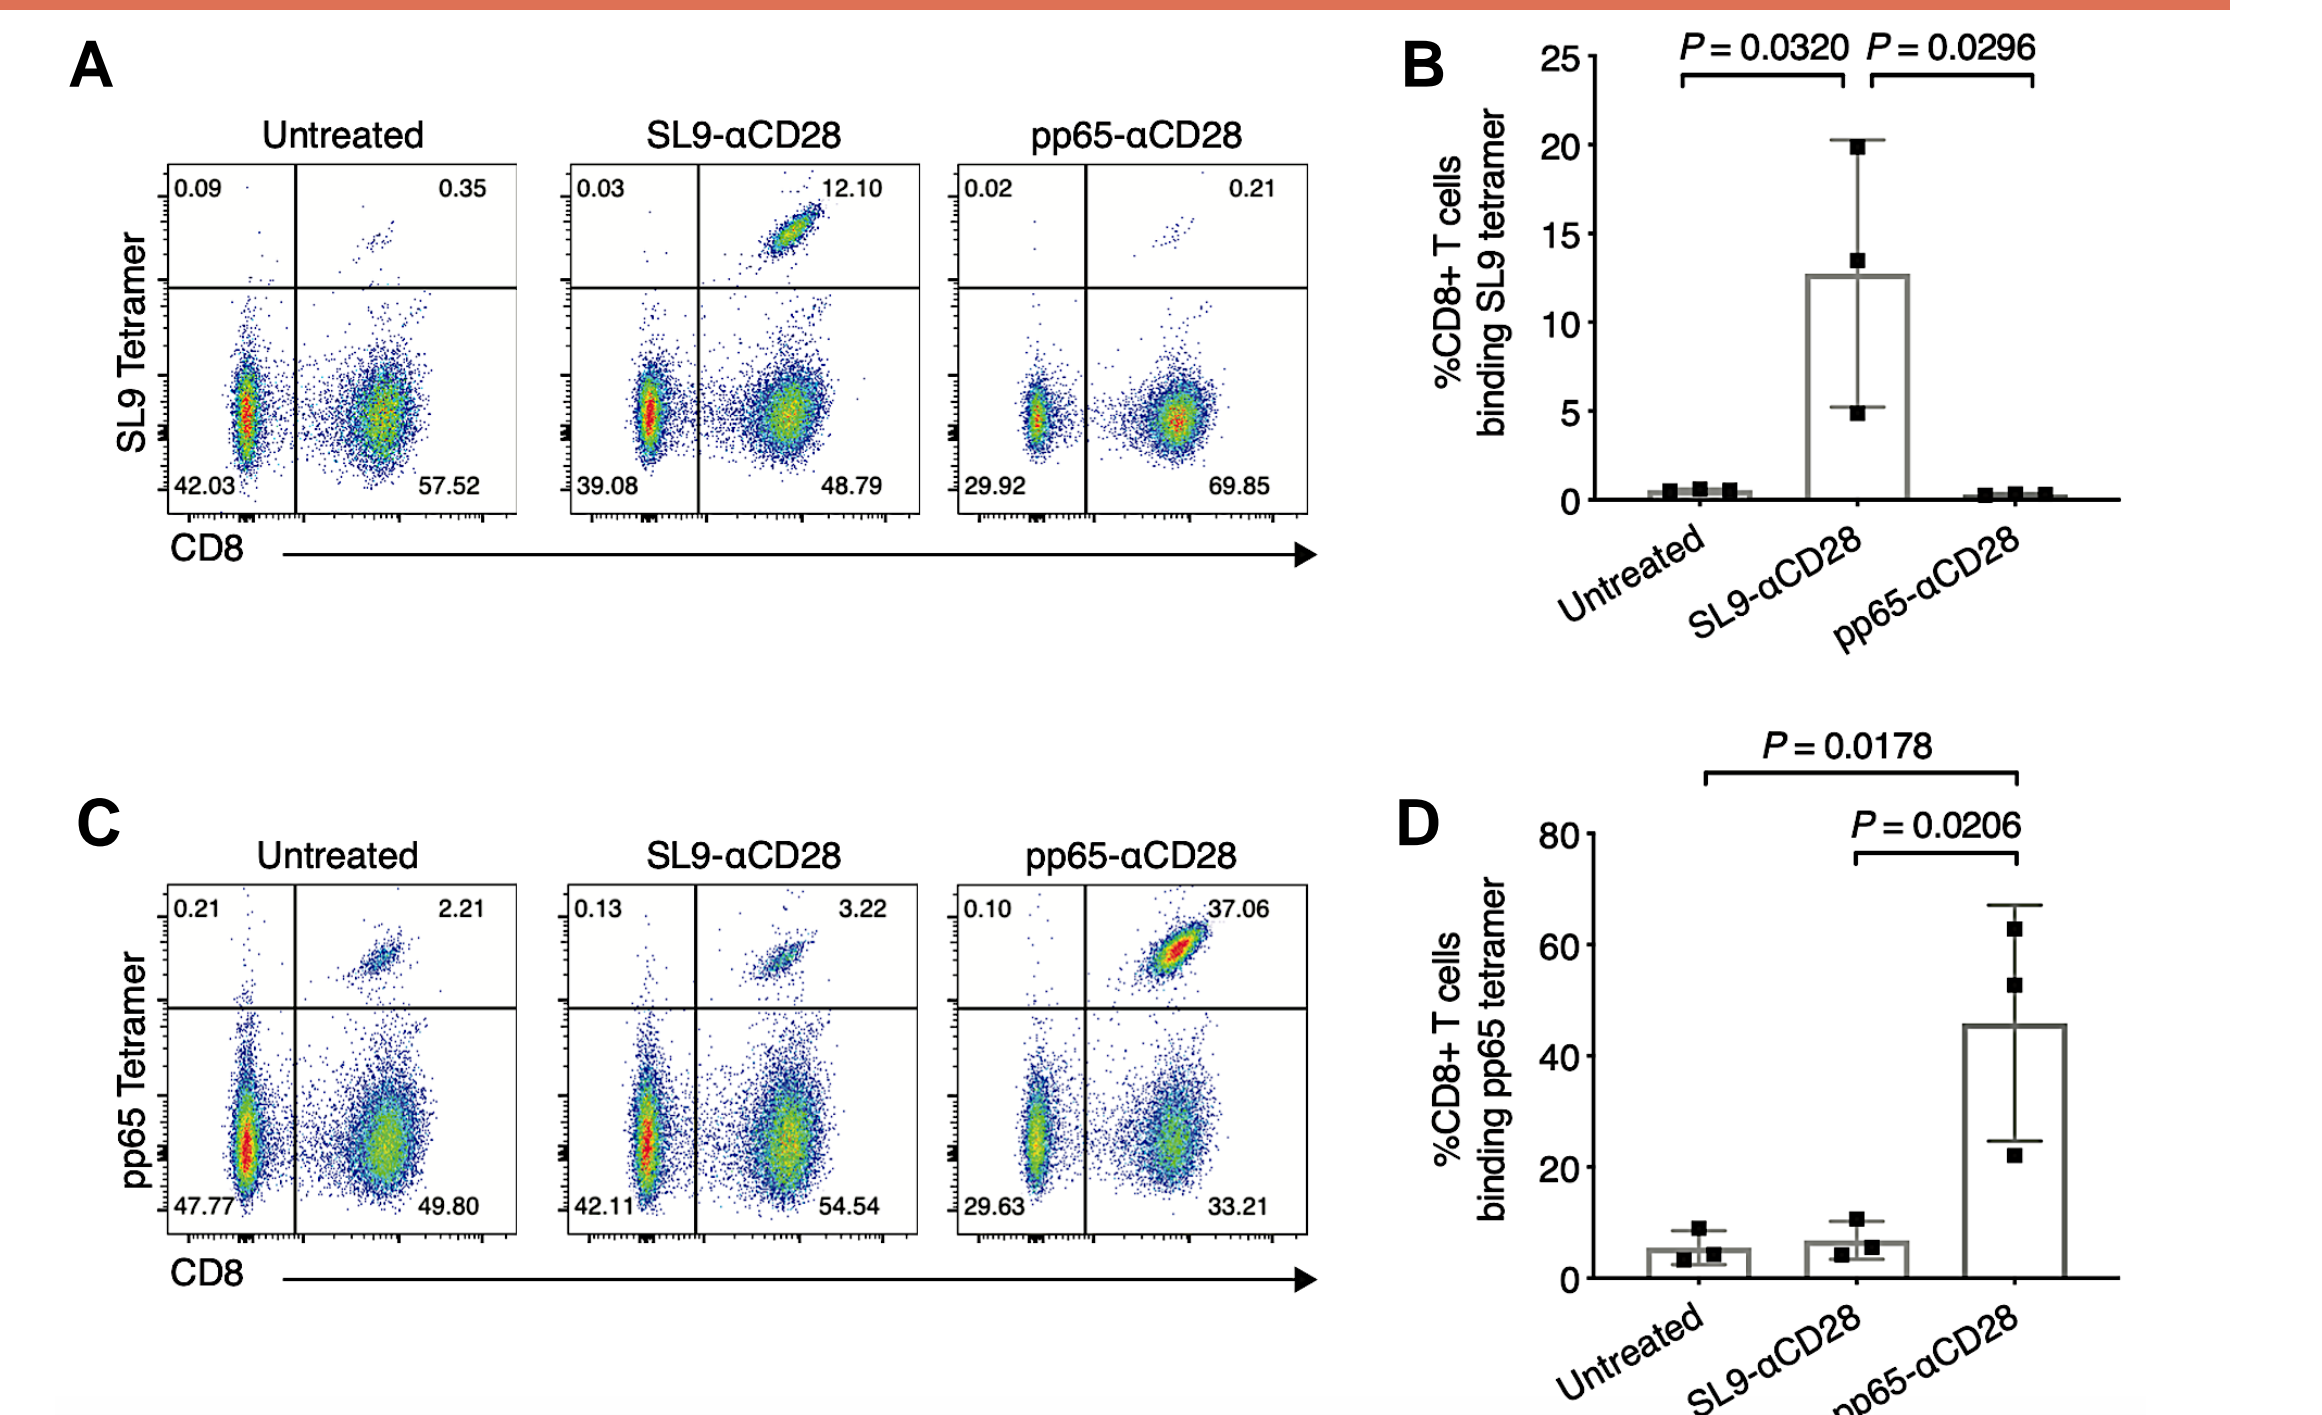 A
Untreated
SL9-αCD28
pp65-αCD28
0.09
0.35
0.03
12.10
0.02
0.21
SL9 Tetramer
42.03
57.52
39.08
48.79
29.92
69.85
CD8
B
P = 0.0320
P = 0.0296
%CD8+ T cells
binding SL9 tetramer
25
20
15
10
5
0
Untreated
SL9-αCD28
pp65-αCD28
C
Untreated
SL9-αCD28
pp65-αCD28
0.21
2.21
0.13
3.22
0.10
37.06
pp65 Tetramer
47.77
49.80
42.11
54.54
29.63
33.21
CD8
D
P = 0.0178
P = 0.0206
%CD8+ T cells
binding pp65 tetramer
80
60
40
20
0
Untreated
SL9-αCD28
pp65-αCD28